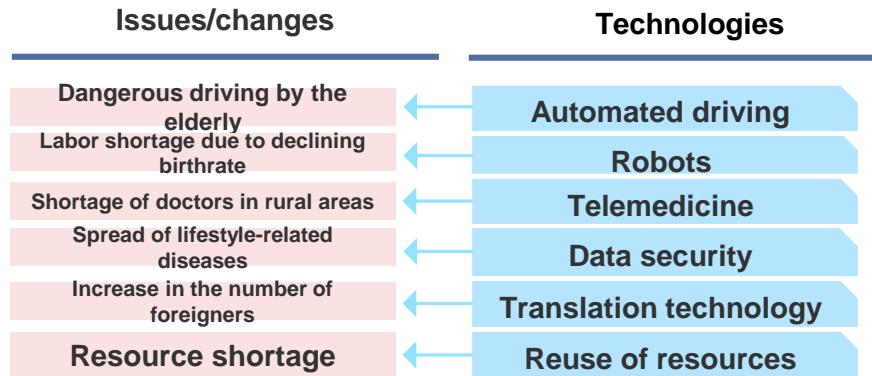 Issues/changes
Technologies
Dangerous driving by the
elderly
Automated driving
Labor shortage due to declining
birthrate
Robots
Shortage of doctors in rural areas
Telemedicine
Spread of lifestyle-related
diseases
Data security
Increase in the number of
foreigners
Translation technology
Resource shortage
Reuse of resources